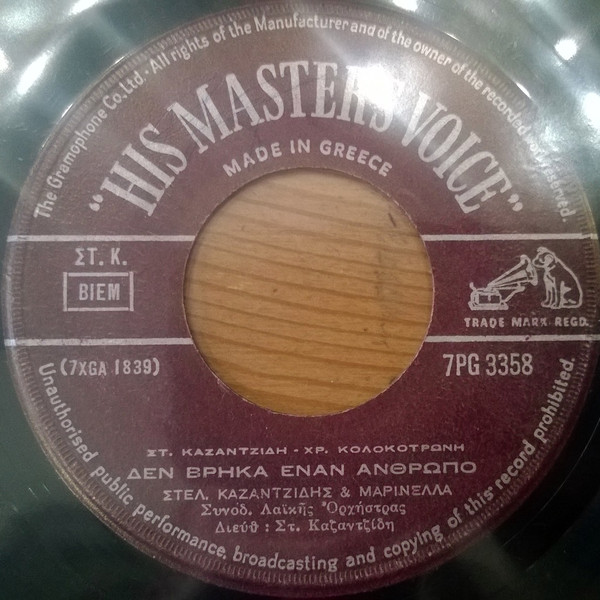 The Gramophone Co. Ltd · All rights of the Manufacturer and of the owner of the recorded work reserved.
"HIS MASTER'S VOICE"
MADE IN GREECE
ΣΤ. Κ.
BIEM
TRADE MARK REGD.
(7XGA 1839)
7PG 3358
ΣΤ. ΚΑΖΑΝΤΖΙΔΗ - ΧΡ. ΚΟΛΟΚΟΤΡΩΝΗ
ΔΕΝ ΒΡΗΚΑ ΕΝΑΝ ΑΝΘΡΩΠΟ
ΣΤΕΛ. ΚΑΖΑΝΤΖΙΔΗΣ & ΜΑΡΙΝΕΛΛΑ
Συνοδ. Λαϊκῆς Ὀρχήστρας
Διεύθ : Στ. Καζαντζίδη
Unauthorised public performance, broadcasting and copying of this record prohibited.